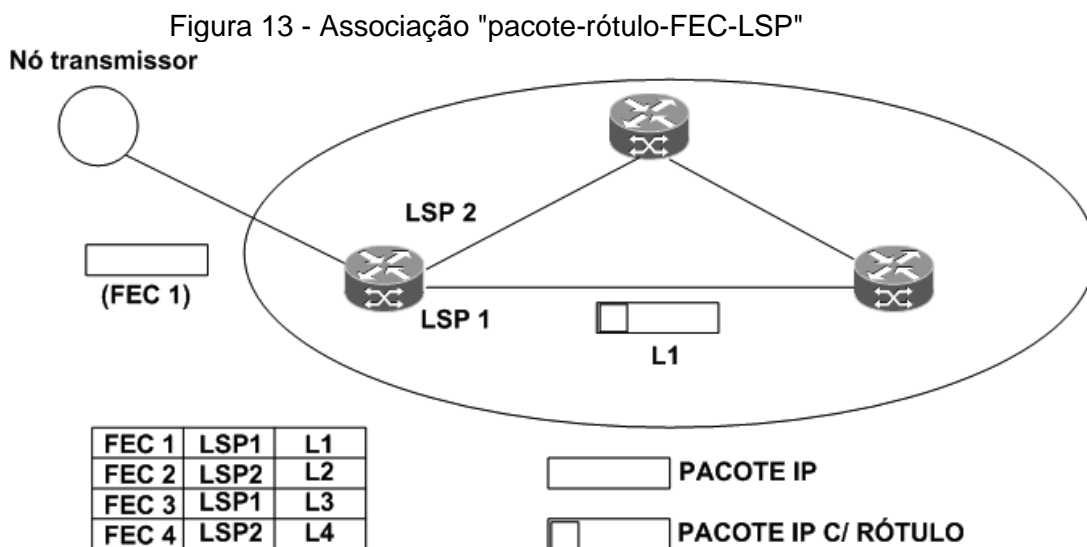 Figura 13 - Associação "pacote-rótulo-FEC-LSP"
Nó transmissor
LSP 2
(FEC 1)
LSP 1
L1
FEC 1 LSP1 L1
FEC 2 LSP2 L2
FEC 3 LSP1 L3
FEC 4 LSP2 L4
PACOTE IP
PACOTE IP C/ RÓTULO